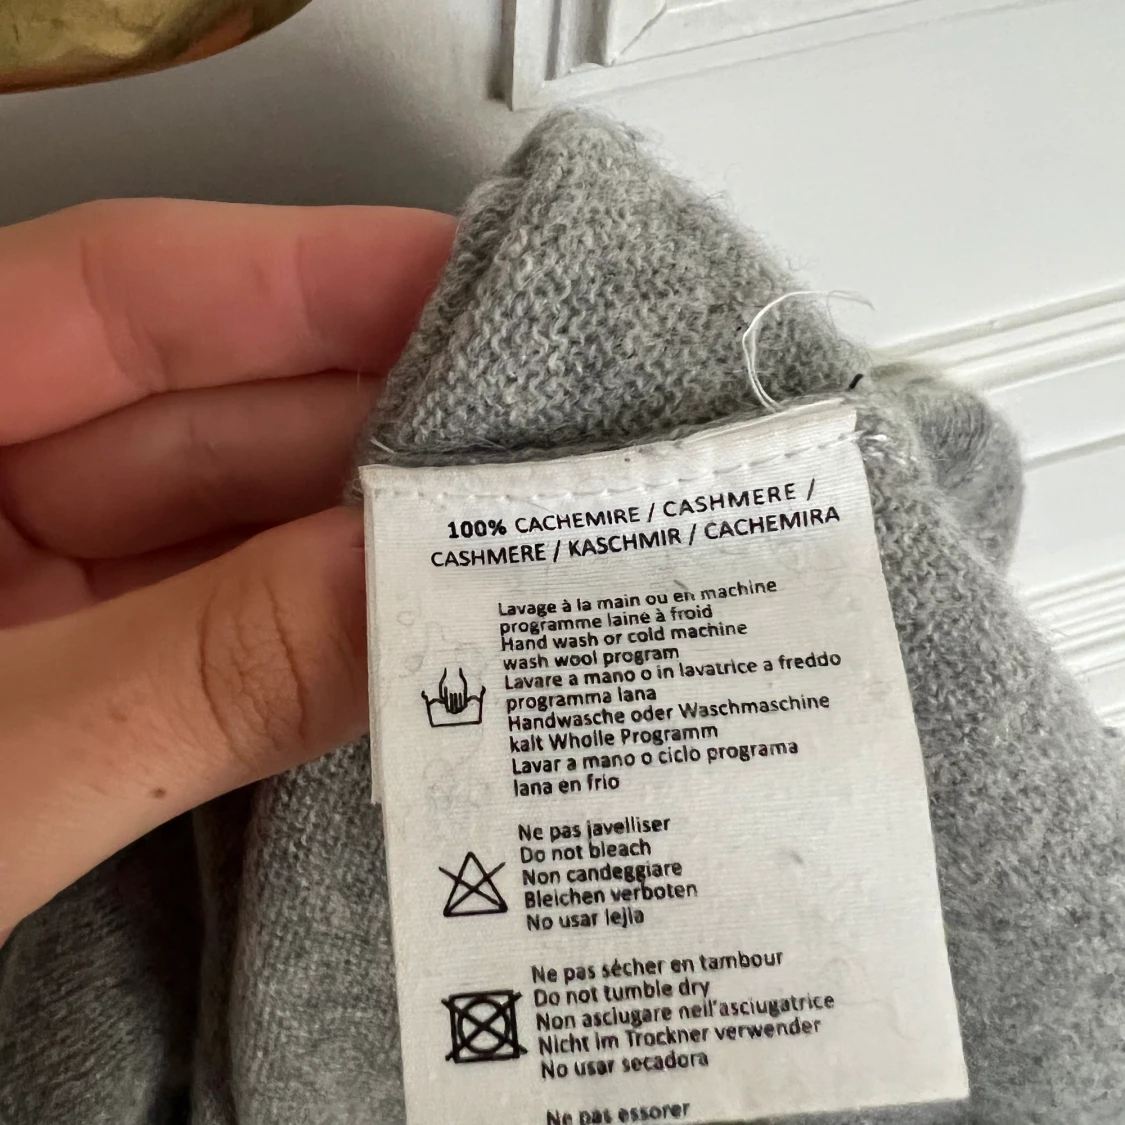 100% CACHEMIRE / CASHMERE /
CASHMERE / KASCHMIR / CACHEMIRA
Lavage à la main ou en machine
programme laine à froid
Hand wash or cold machine
wash wool program
Lavare a mano o in lavatrice a freddo
programma lana
Handwasche oder Waschmaschine
kalt Wholle Programm
Lavar a mano o ciclo programa
lana en frio
Ne pas javelliser
Do not bleach
Non candeggiare
Bleichen verboten
No usar lejia
Ne pas sécher en tambour
Do not tumble dry
Non asciugare nell'asciugatrice
Nicht im Trockner verwender
No usar secadora
Ne pas essorer